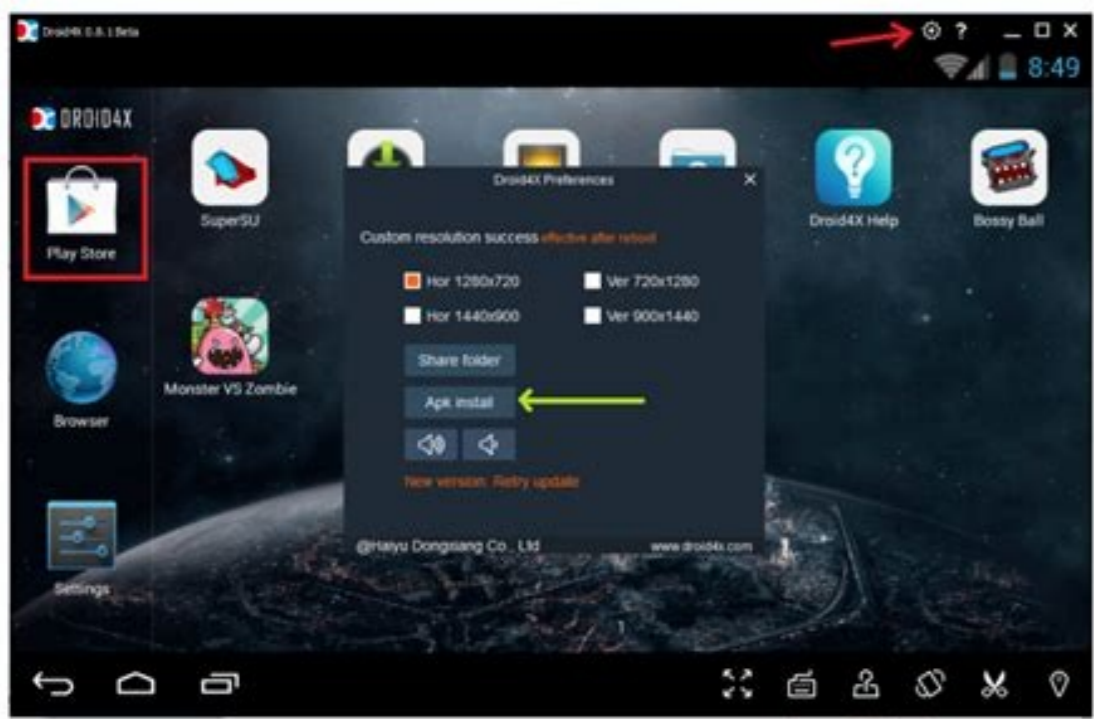 Droid4X 0.8.1 Beta
?
8:49
DROID4X
Play Store
SuperSU
Droid4X Help
Bossy Ball
Monster VS Zombie
Browser
Settings
Droid4X Preferences
Custom resolution success effective after reboot
Hor 1280x720
Ver 720x1280
Hor 1440x900
Ver 900x1440
Share folder
Apk install
New version: Retry update
@Haiyu Dongxiang Co., Ltd
www.droid4x.com